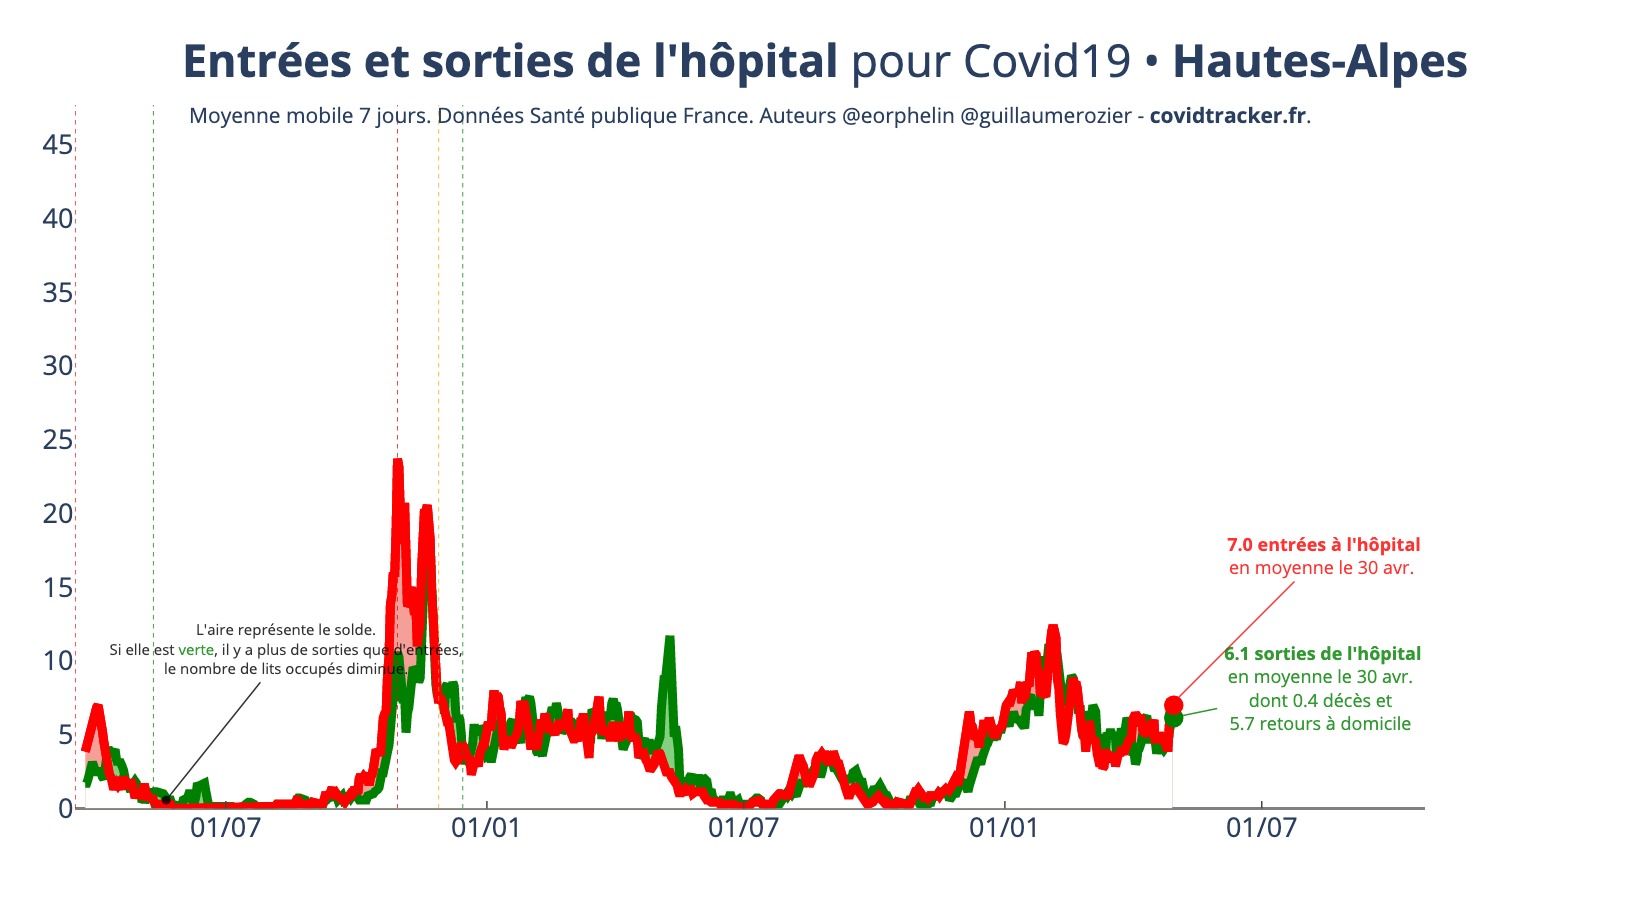 Entrées et sorties de l'hôpital pour Covid19 • Hautes-Alpes
Moyenne mobile 7 jours. Données Santé publique France. Auteurs @eorphelin @guillaumerozier - covidtracker.fr.
45
40
35
30
25
20
15
10
5
0
L'aire représente le solde.
Si elle est verte, il y a plus de sorties que d'entrées,
le nombre de lits occupés diminue.
7.0 entrées à l'hôpital
en moyenne le 30 avr.
6.1 sorties de l'hôpital
en moyenne le 30 avr.
dont 0.4 décès et
5.7 retours à domicile
01/07
01/01
01/07
01/01
01/07